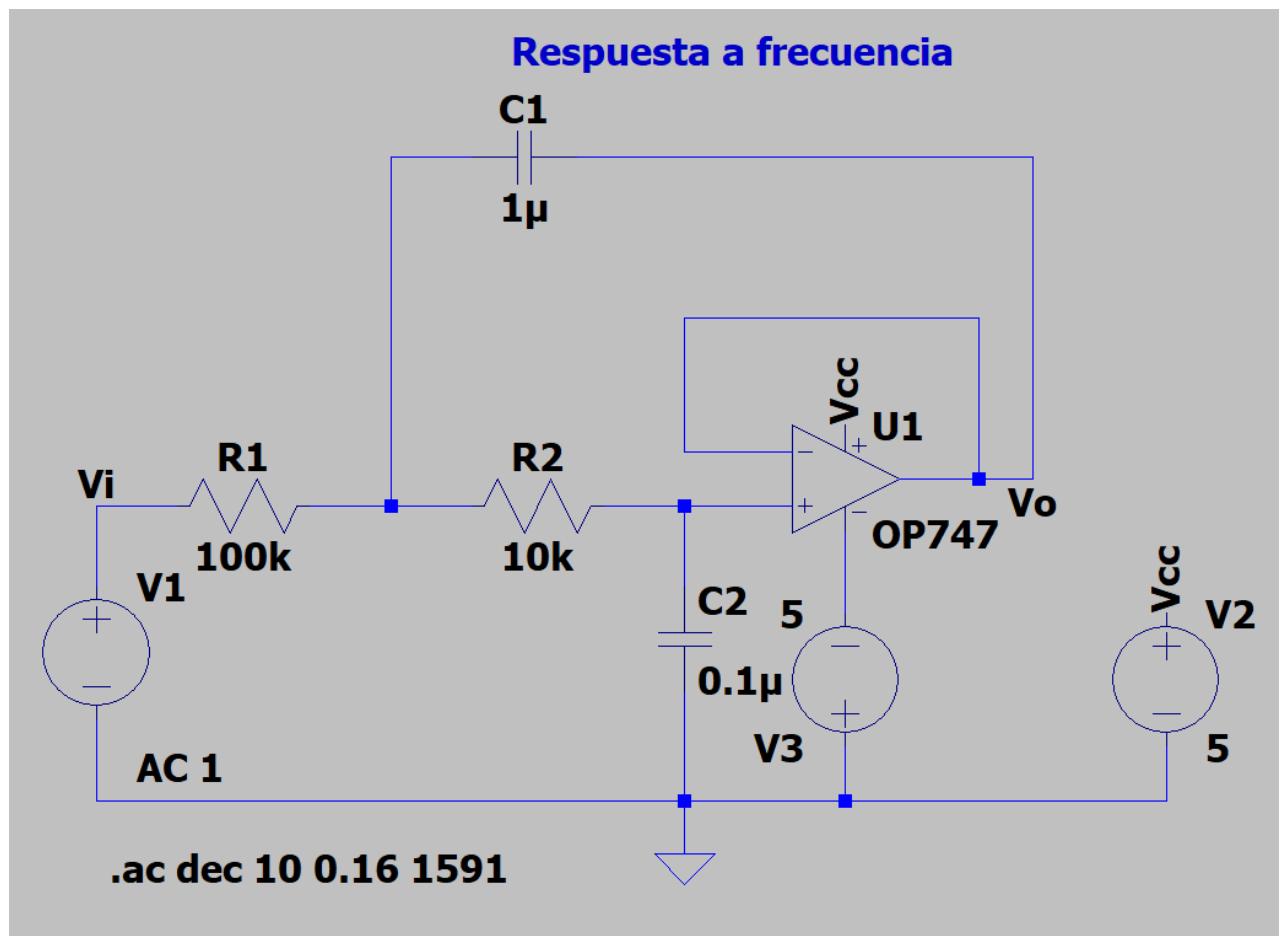 Respuesta a frecuencia
C1
1µ
Vcc
U1
R1
R2
Vi
100k
10k
Vo
OP747
V1
C2
5
Vcc
V2
0.1µ
V3
5
AC 1
.ac dec 10 0.16 1591